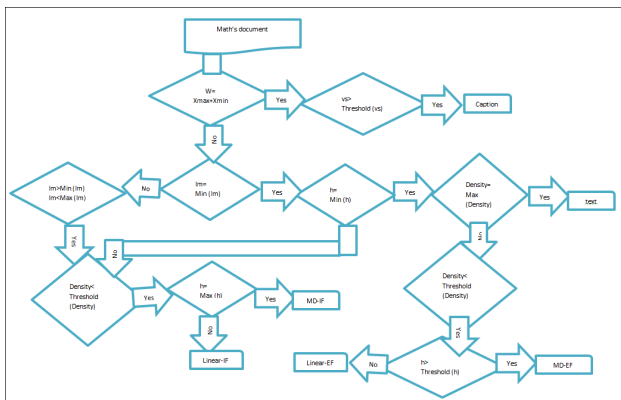 Math's document
W=
Xmax=Xmin
Yes
vs>
Threshold (vs)
Yes
Caption
No
lm>Min (lm)
lm<Max (lm)
No
lm=
Min (lm)
Yes
h=
Min (h)
Yes
Density=
Max
(Density)
Yes
text
Yes
No
No
Density<
Threshold
(Density)
Yes
h=
Max (h)
Yes
MD-IF
Density<
Threshold
(Density)
No
Yes
Linear-IF
Linear-EF
No
h>
Threshold (h)
Yes
MD-EF